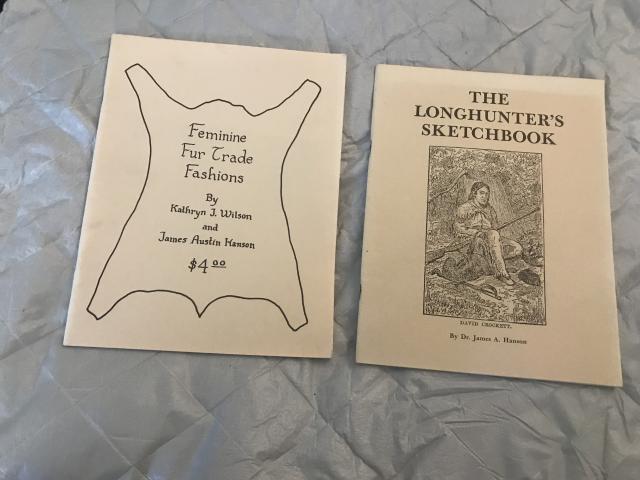 Feminine
Fur Trade
Fashions
By
Kathryn J. Wilson
and
James Austin Hanson
$4.00
THE
LONGHUNTER'S
SKETCHBOOK
DAVID CROCKETT.
By Dr. James A. Hanson